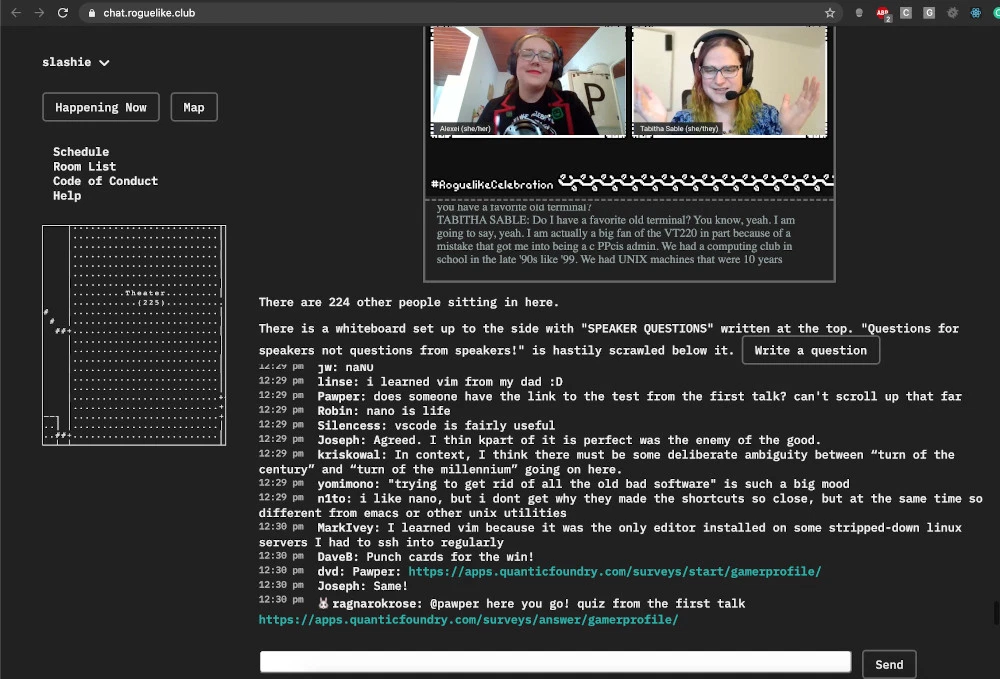 chat.roguelike.club
ABP
2
C
G
slashie
Happening Now
Map
Schedule
Room List
Code of Conduct
Help
Theater
(225)
P
Alexei (she/her)
Tabitha Sable (she/they)
#RoguelikeCelebration
you have a favorite old terminal?
TABITHA SABLE: Do I have a favorite old terminal? You know, yeah. I am
going to say, yeah. I am actually a big fan of the VT220 in part because of a
mistake that got me into being a c PPcis admin. We had a computing club in
school in the late '90s like '99. We had UNIX machines that were 10 years
There are 224 other people sitting in here.
There is a whiteboard set up to the side with "SPEAKER QUESTIONS" written at the top. "Questions for
speakers not questions from speakers!" is hastily scrawled below it. Write a question
12:29 pm jw: naNO
12:29 pm linse: i learned vim from my dad :D
12:29 pm Pawper: does someone have the link to the test from the first talk? can't scroll up that far
12:29 pm Robin: nano is life
12:29 pm Silencess: vscode is fairly useful
12:29 pm Joseph: Agreed. I thin kpart of it is perfect was the enemy of the good.
12:29 pm kriskowal: In context, I think there must be some deliberate ambiguity between “turn of the
century” and “turn of the millennium” going on here.
12:29 pm yomimono: "trying to get rid of all the old bad software" is such a big mood
12:29 pm n1to: i like nano, but i dont get why they made the shortcuts so close, but at the same time so
different from emacs or other unix utilities
12:30 pm MarkIvey: I learned vim because it was the only editor installed on some stripped-down linux
servers I had to ssh into regularly
12:30 pm DaveB: Punch cards for the win!
12:30 pm dvd: Pawper: https://apps.quanticfoundry.com/surveys/start/gamerprofile/
12:30 pm Joseph: Same!
12:30 pm 🐰ragnarokrose: @pawper here you go! quiz from the first talk
https://apps.quanticfoundry.com/surveys/answer/gamerprofile/
Send